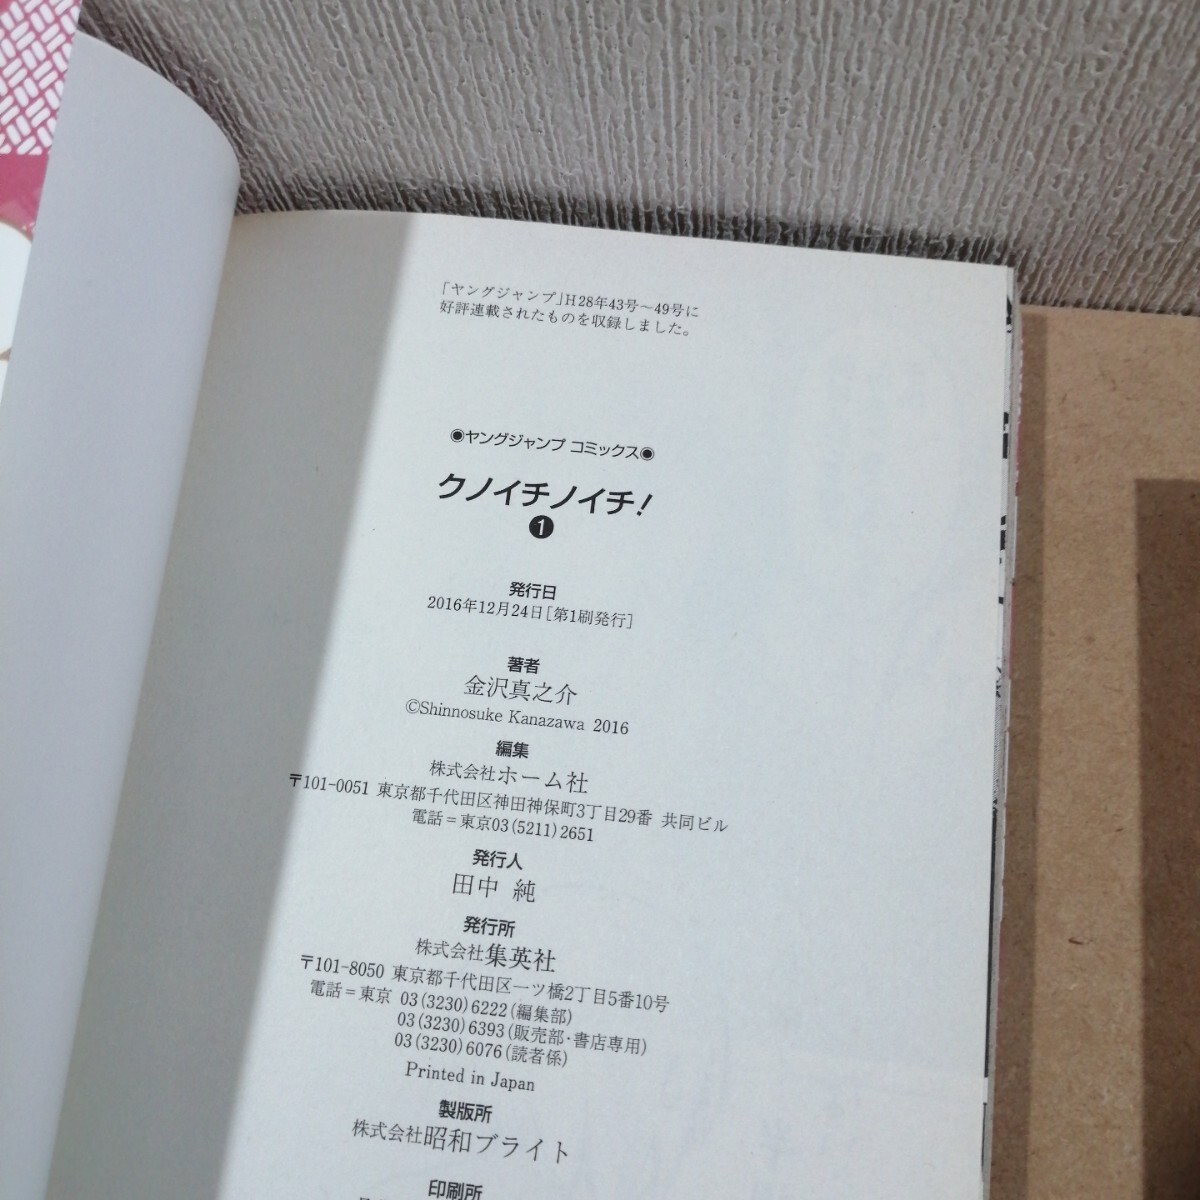 「ヤングジャンプ」H28年43号〜49号に
好評連載されたものを収録しました。
◉ヤングジャンプ コミックス◉
クノイチノイチ!
❶
発行日
2016年12月24日[第1刷発行]
著者
金沢真之介
©Shinnosuke Kanazawa 2016
編集
株式会社ホーム社
〒101-0051 東京都千代田区神田神保町3丁目29番 共同ビル
電話=東京03(5211)2651
発行人
田中 純
発行所
株式会社集英社
〒101-8050 東京都千代田区一ツ橋2丁目5番10号
電話=東京 03(3230)6222(編集部)
03(3230)6393(販売部・書店専用)
03(3230)6076(読者係)
Printed in Japan
製版所
株式会社昭和ブライト
印刷所